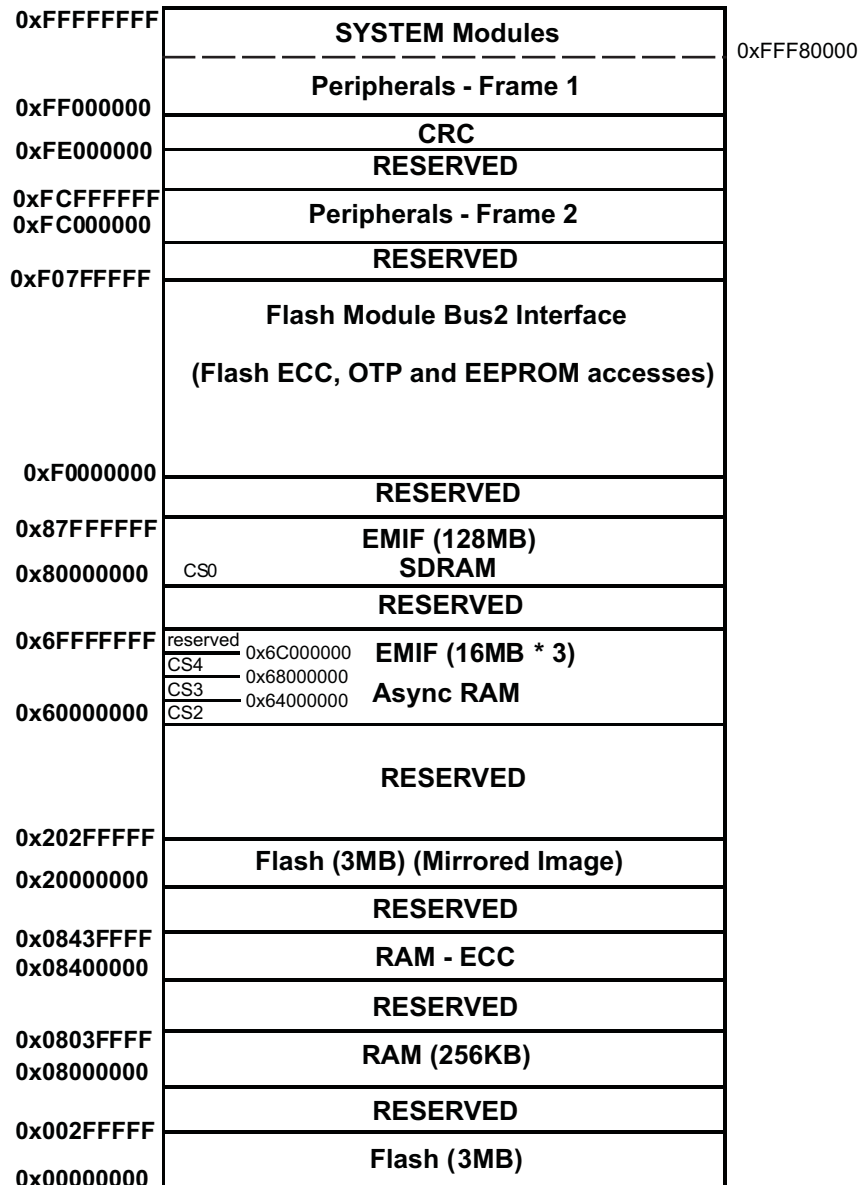 0xFFFFFFFF
SYSTEM Modules
0xFFF80000
Peripherals - Frame 1
0xFF000000
CRC
0xFE000000
RESERVED
0xFCFFFFFF
Peripherals - Frame 2
0xFC000000
RESERVED
0xF07FFFFF
Flash Module Bus2 Interface
(Flash ECC, OTP and EEPROM accesses)
0xF0000000
RESERVED
0x87FFFFFF
EMIF (128MB)
0x80000000 CS0 SDRAM
RESERVED
0x6FFFFFFF reserved
0x6C000000 EMIF (16MB * 3)
CS4
0x68000000
CS3 Async RAM
0x64000000
0x60000000 CS2
RESERVED
0x202FFFFF
Flash (3MB) (Mirrored Image)
0x20000000
RESERVED
0x0843FFFF
RAM - ECC
0x08400000
RESERVED
0x0803FFFF
RAM (256KB)
0x08000000
RESERVED
0x002FFFFF
Flash (3MB)
0x00000000